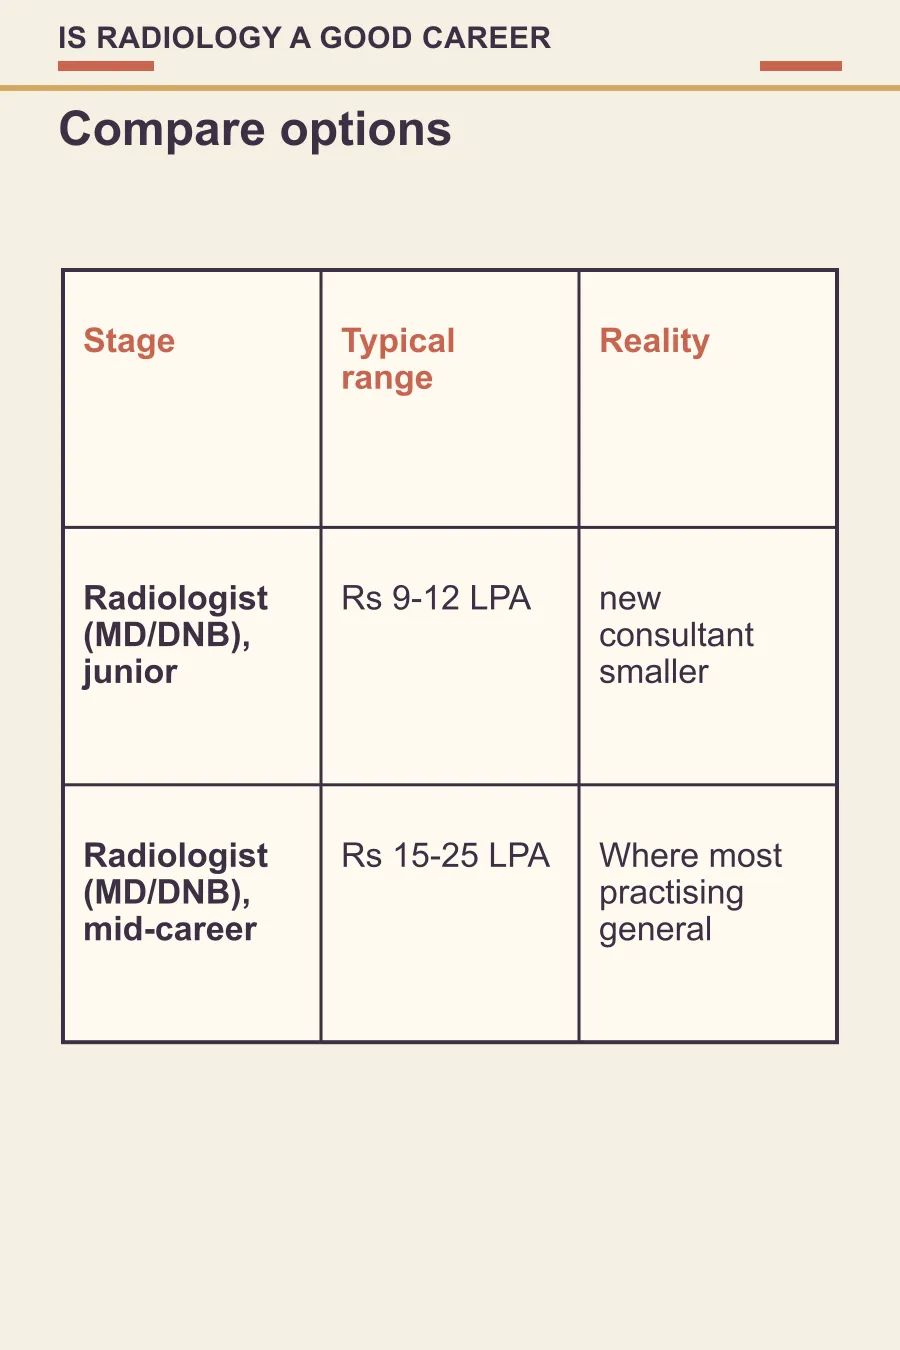 IS RADIOLOGY A GOOD CAREER
Compare options
Stage
Typical
range
Reality
Radiologist
(MD/DNB),
junior
Rs 9-12 LPA
new
consultant
smaller
Radiologist
(MD/DNB),
mid-career
Rs 15-25 LPA
Where most
practising
general